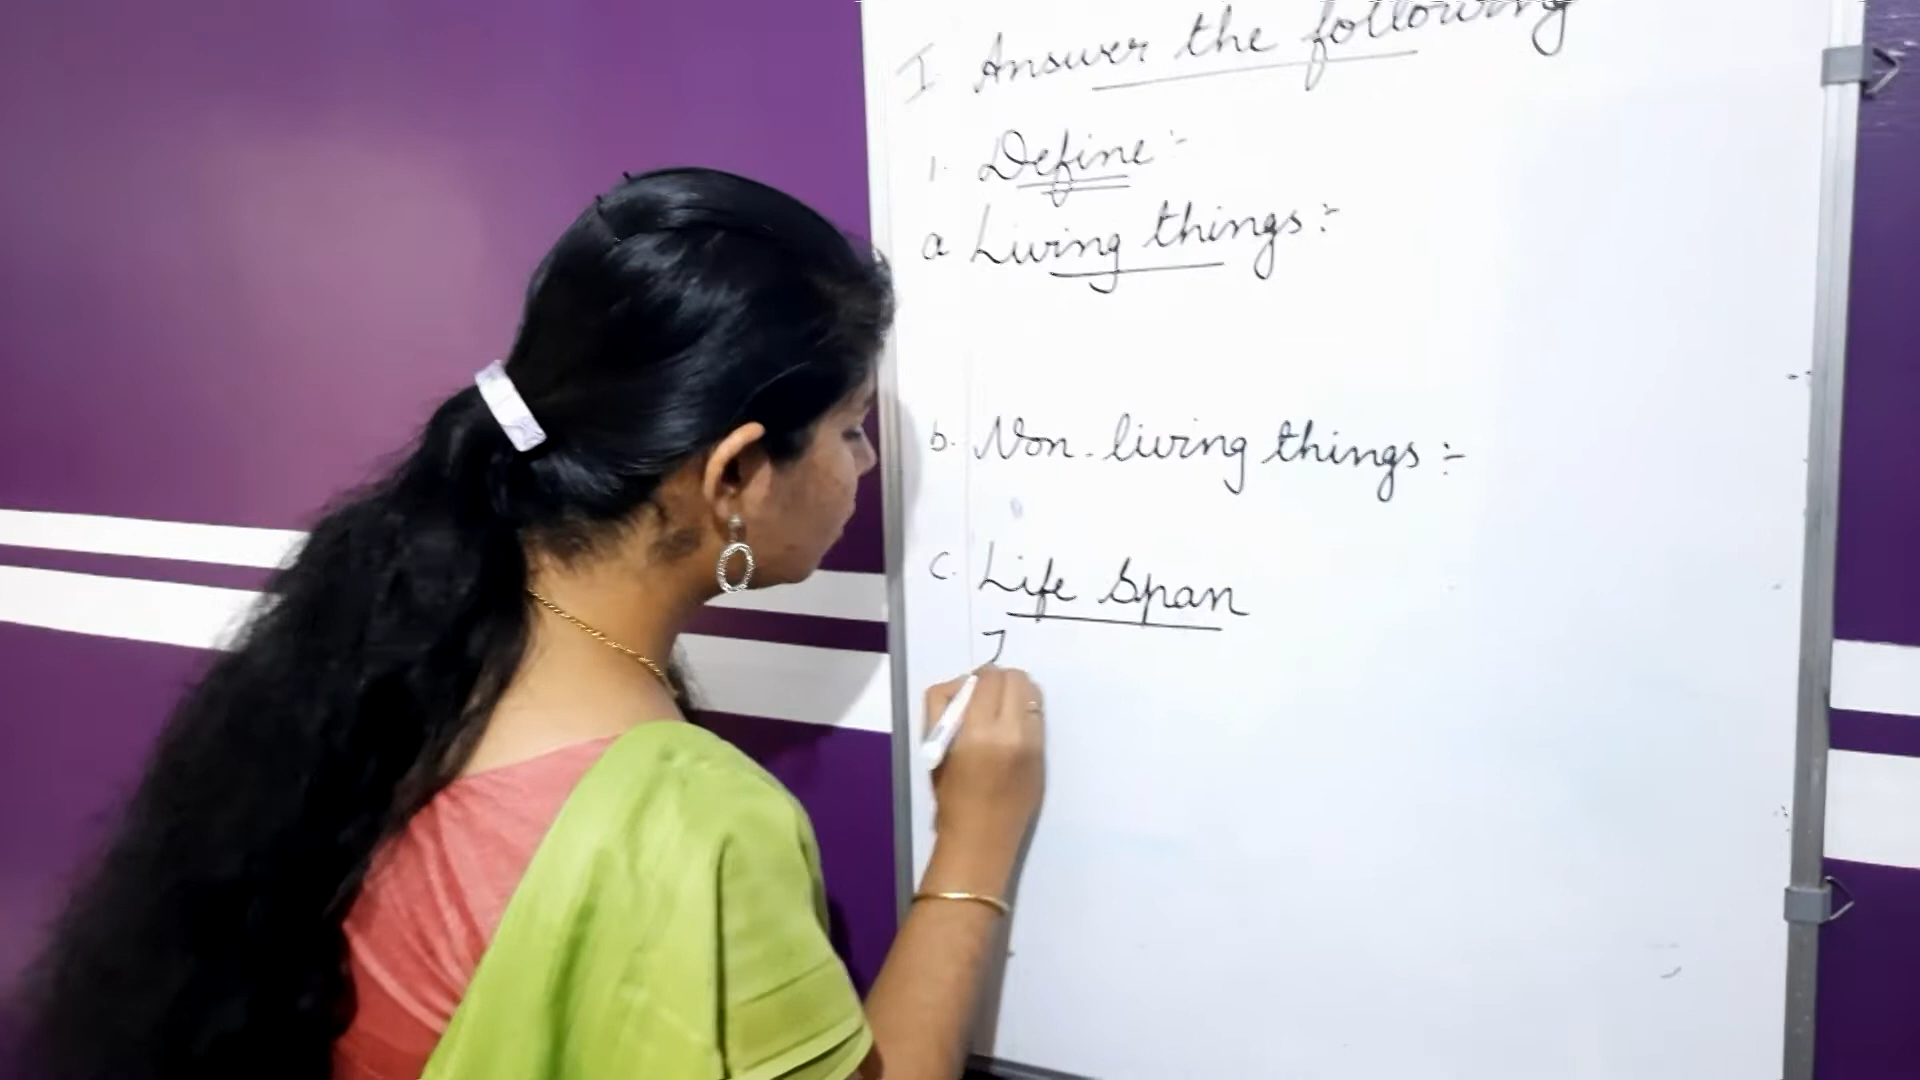 I Answer the following
1. Define :-
a Living things :-
b. Non-living things :-
c. Life Span